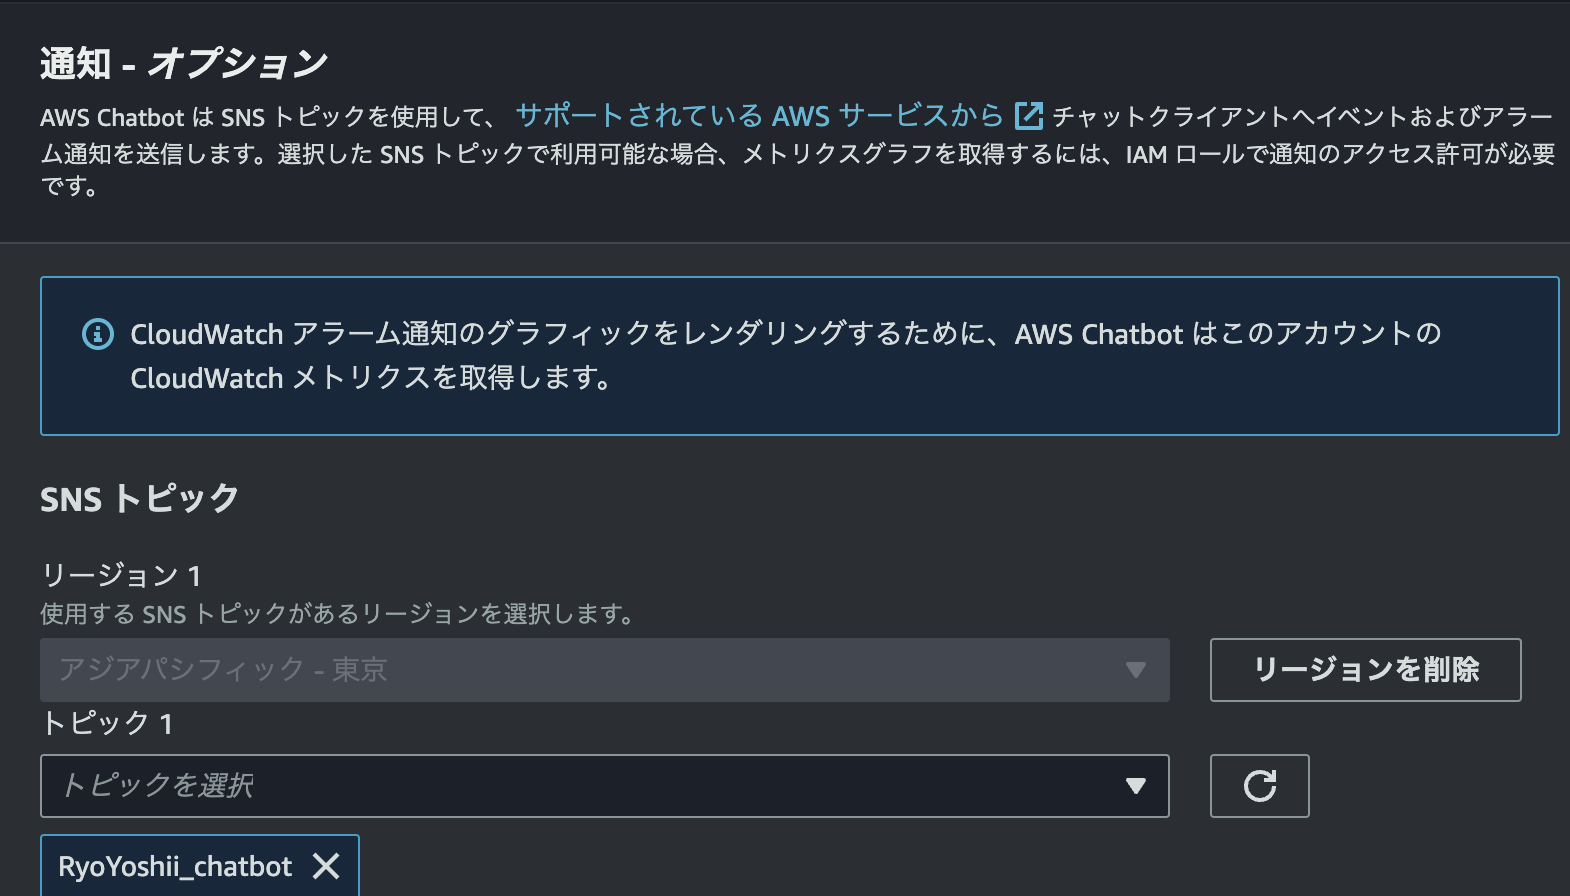 通知 - オプション
AWS Chatbot は SNS トピックを使用して、 サポートされている AWS サービスから チャットクライアントへイベントおよびアラー
ム通知を送信します。選択した SNS トピックで利用可能な場合、メトリクスグラフを取得するには、IAM ロールで通知のアクセス許可が必要
です。
CloudWatch アラーム通知のグラフィックをレンダリングするために、AWS Chatbot はこのアカウントの
CloudWatch メトリクスを取得します。
SNS トピック
リージョン 1
使用する SNS トピックがあるリージョンを選択します。
アジアパシフィック - 東京
リージョンを削除
トピック 1
トピックを選択
RyoYoshii_chatbot